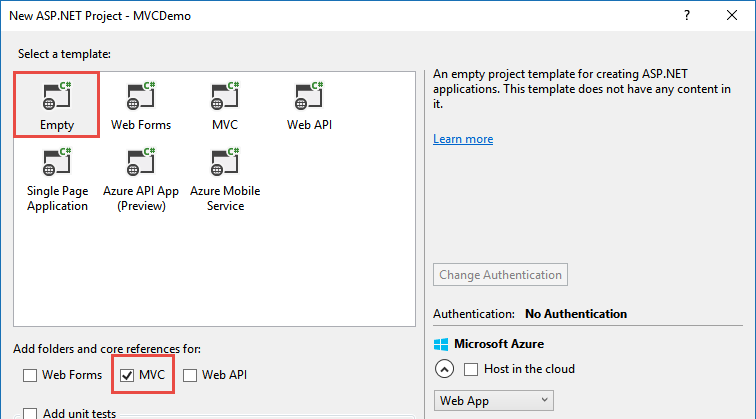 New ASP.NET Project - MVCDemo
?
Select a template:
C# C# C# C#
Empty Web Forms MVC Web API
C# C# C#
Single Page Azure API App Azure Mobile
Application (Preview) Service
An empty project template for creating ASP.NET
applications. This template does not have any content in
it.
Learn more
Change Authentication
Authentication: No Authentication
Microsoft Azure
Host in the cloud
Web App
Add folders and core references for:
Web Forms MVC Web API
Add unit tests